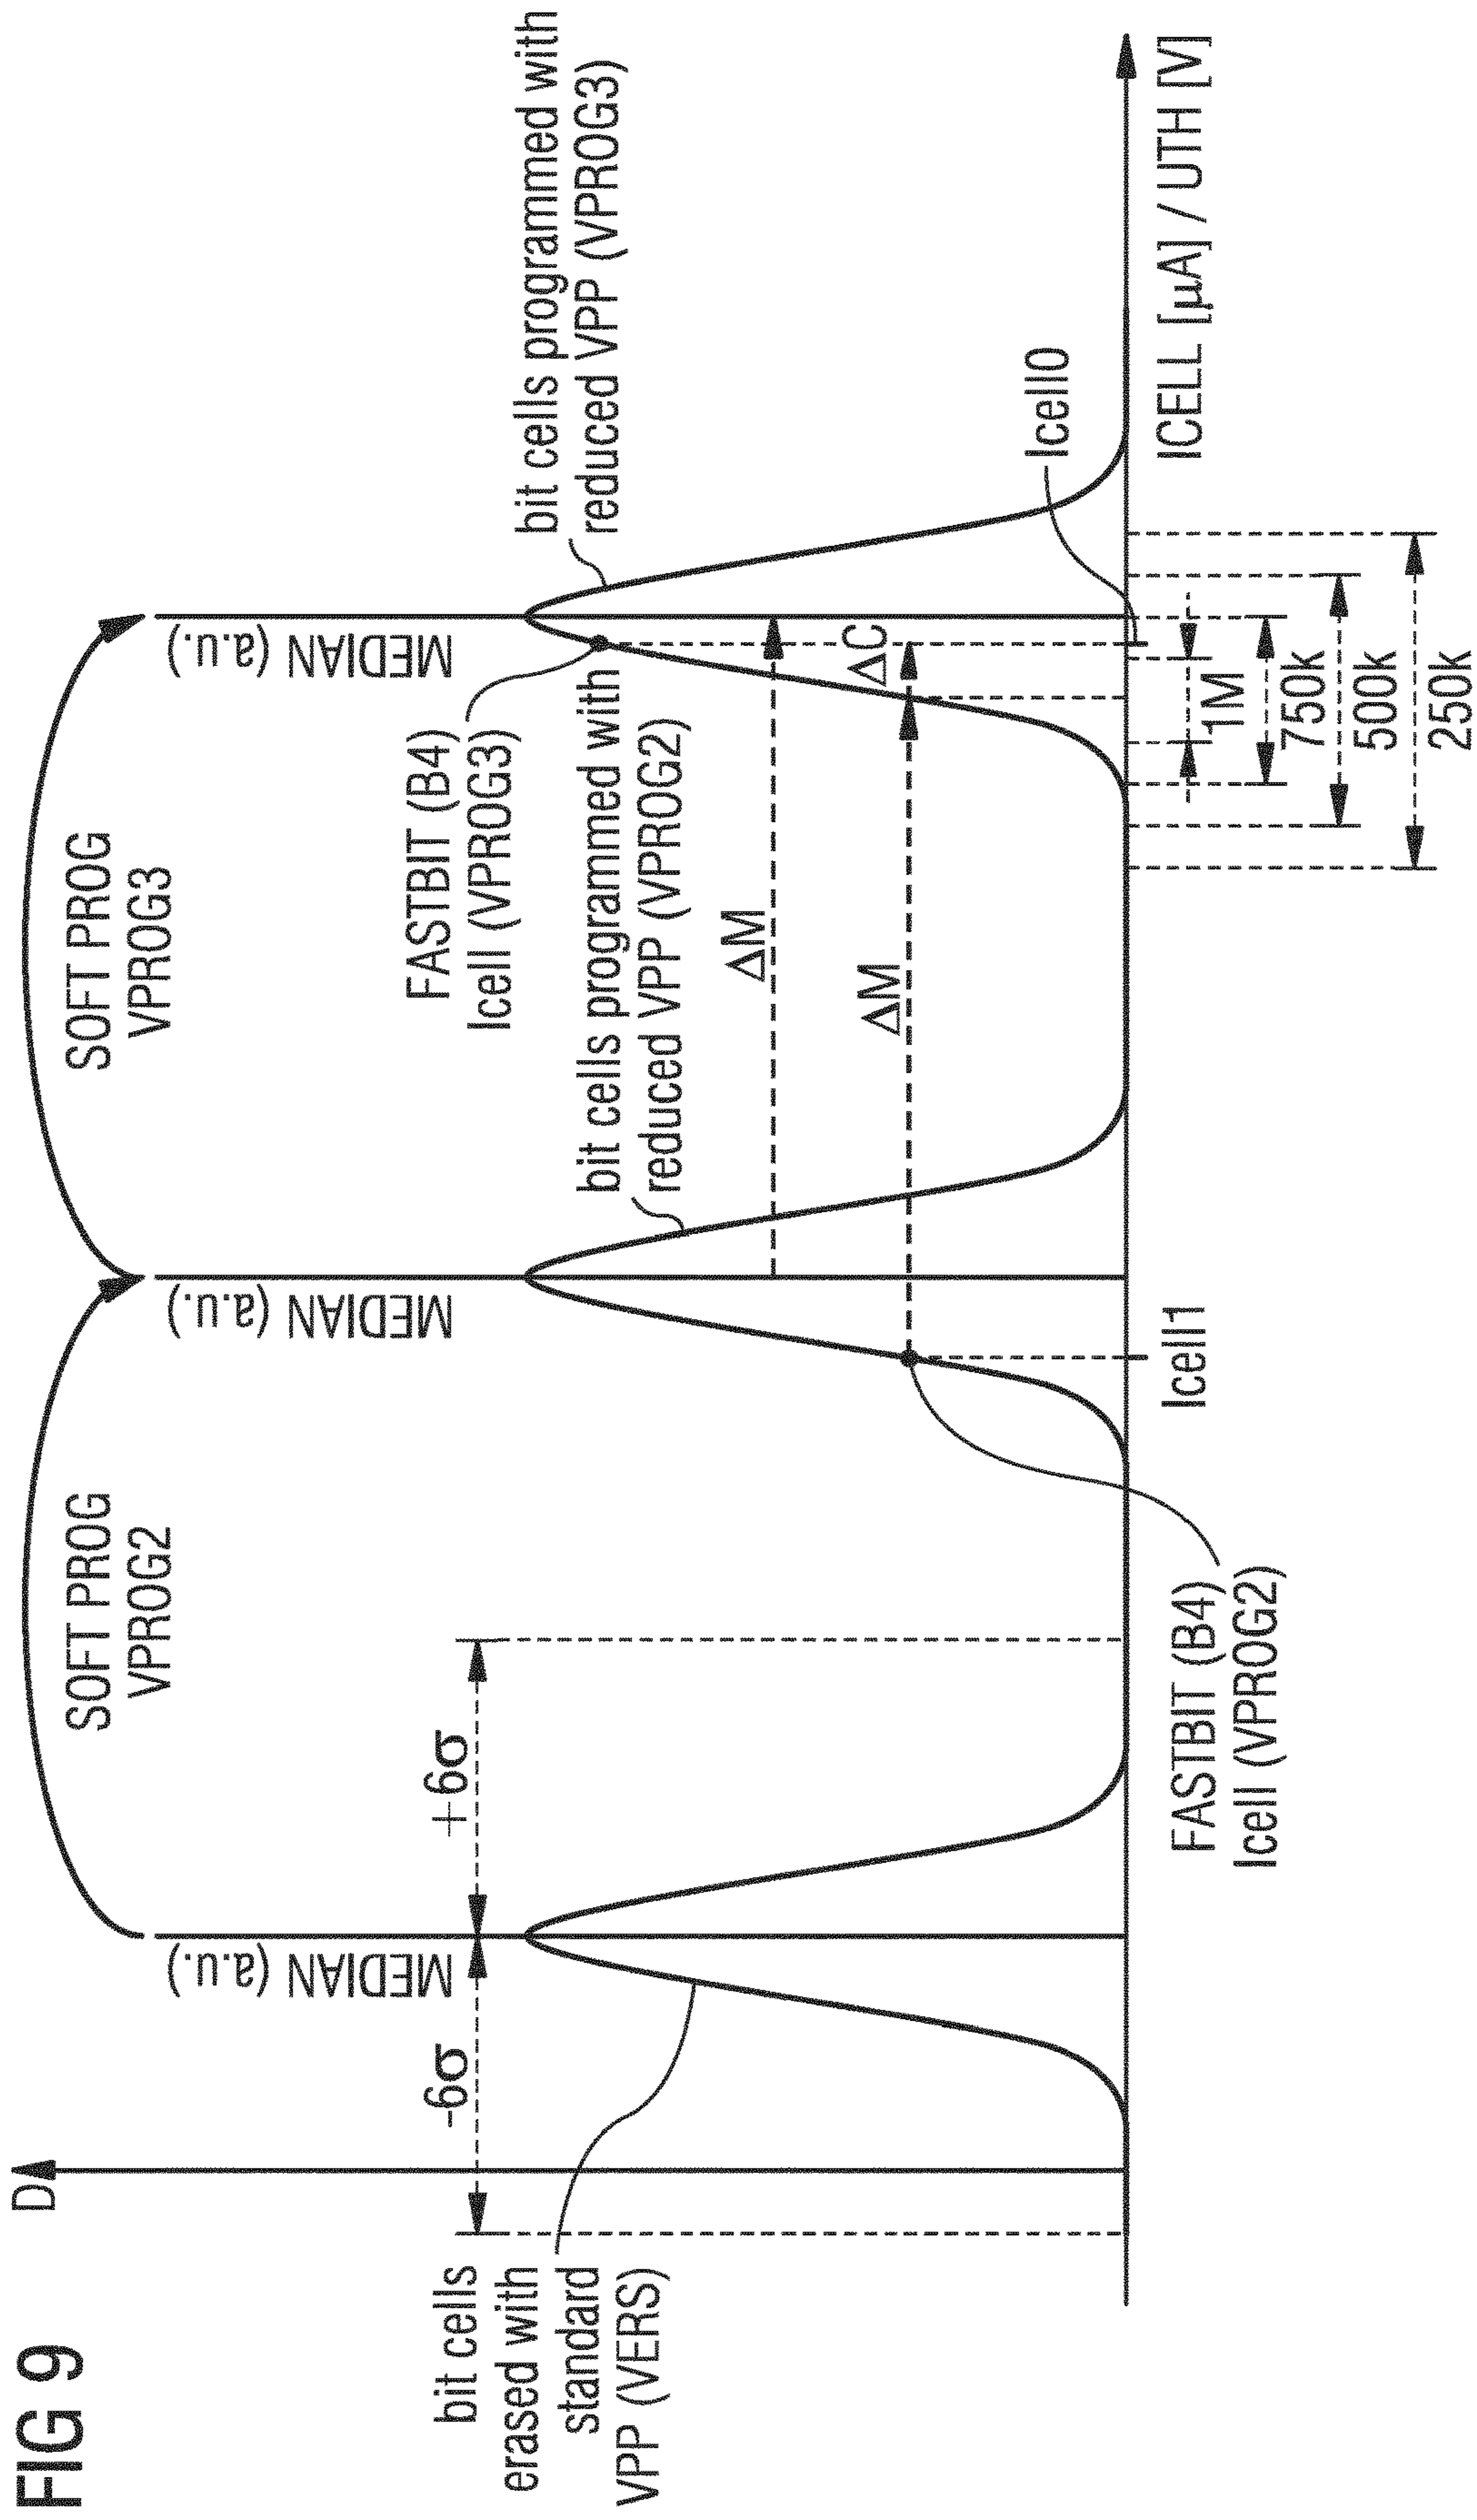 FIG 9
D
SOFT PROG
VPROG2
SOFT PROG
VPROG3
MEDIAN (a.u.)
MEDIAN (a.u.)
MEDIAN (a.u.)
-6σ
+6σ
bit cells
erased with
standard
VPP (VERS)
FASTBIT (B4)
Icell (VPROG3)
bit cells programmed with
reduced VPP (VPROG3)
bit cells programmed with
reduced VPP (VPROG2)
ΔM
ΔM
ΔC
Icell0
Icell1
ICELL [µA] / UTH [V]
FASTBIT (B4)
Icell (VPROG2)
1M
750k
500k
250k